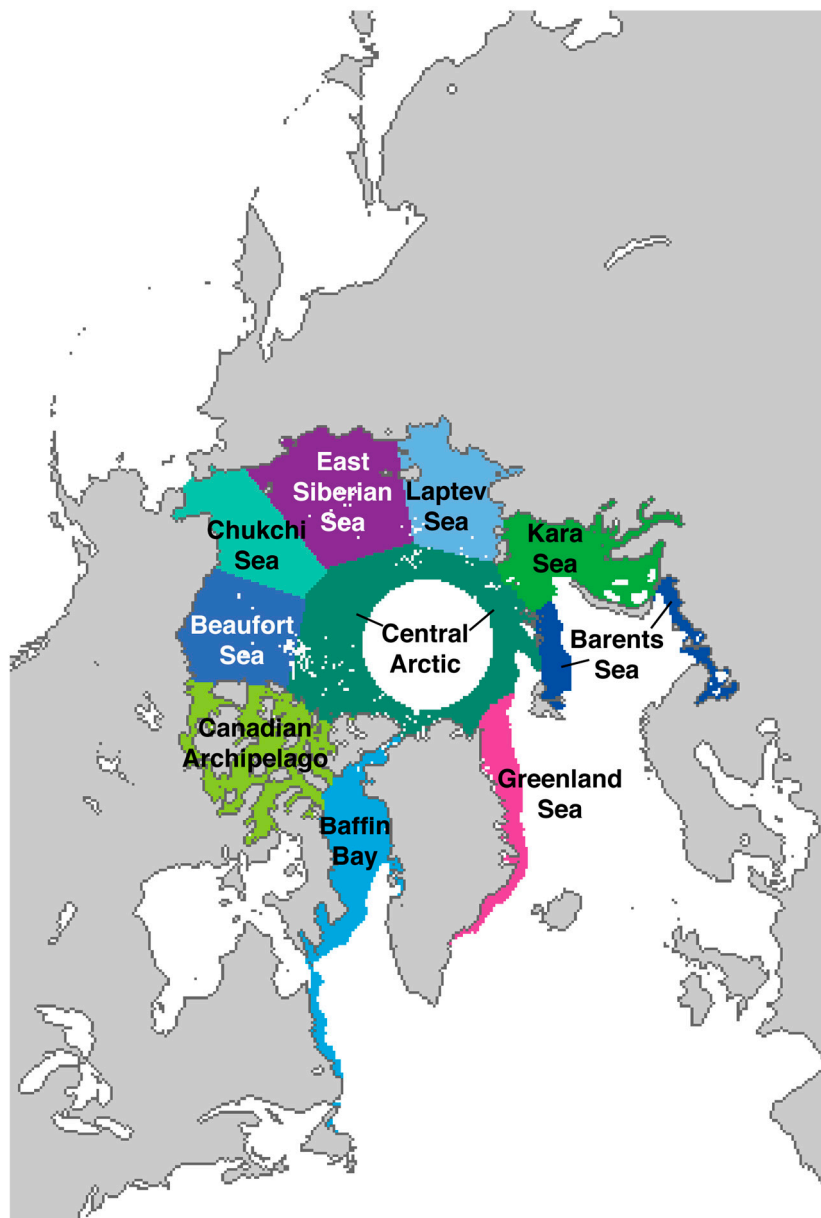 East
Siberian
Sea
Laptev
Sea
Chukchi
Sea
Kara
Sea
Beaufort
Sea
Central
Arctic
Barents
Sea
Canadian
Archipelago
Greenland
Sea
Baffin
Bay